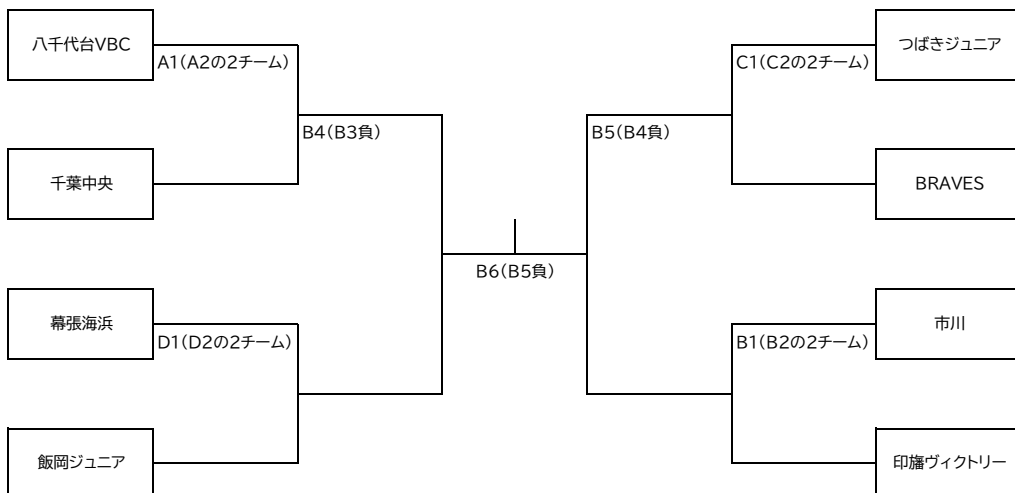 八千代台VBC
A1(A2の2チーム)
千葉中央
B4(B3負)
幕張海浜
D1(D2の2チーム)
飯岡ジュニア
B6(B5負)
つばきジュニア
C1(C2の2チーム)
BRAVES
B5(B4負)
市川
B1(B2の2チーム)
印旛ヴィクトリー